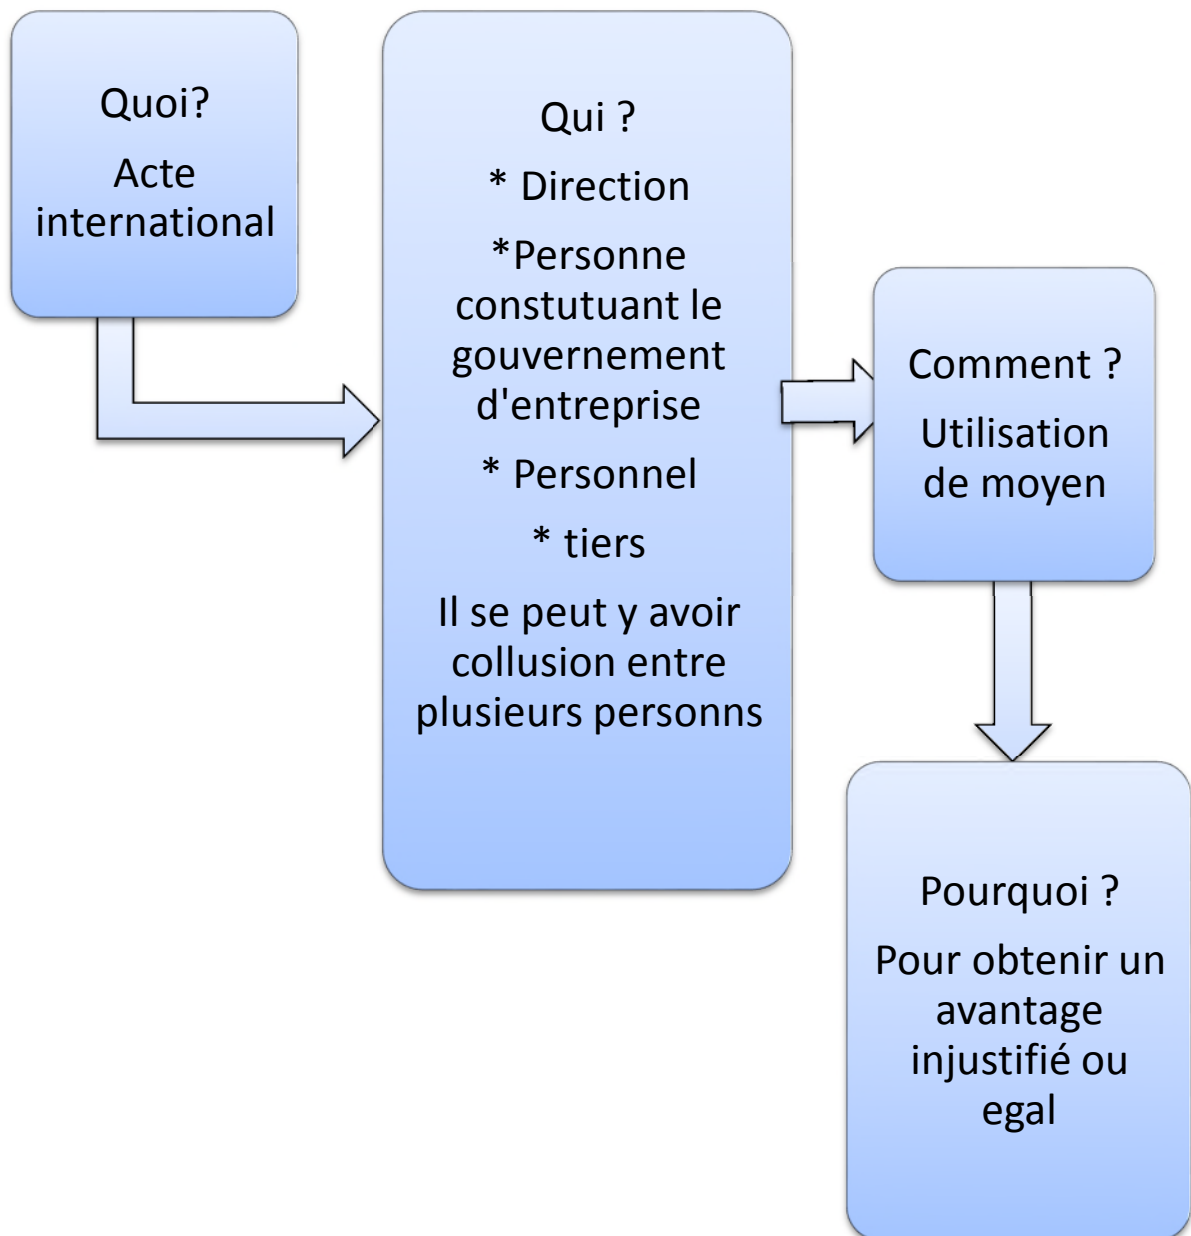 Quoi?
Acte
international
Qui ?
* Direction
*Personne
constutuant le
gouvernement
d'entreprise
* Personnel
* tiers
Il se peut y avoir
collusion entre
plusieurs personns
Comment ?
Utilisation
de moyen
Pourquoi ?
Pour obtenir un
avantage
injustifié ou
egal